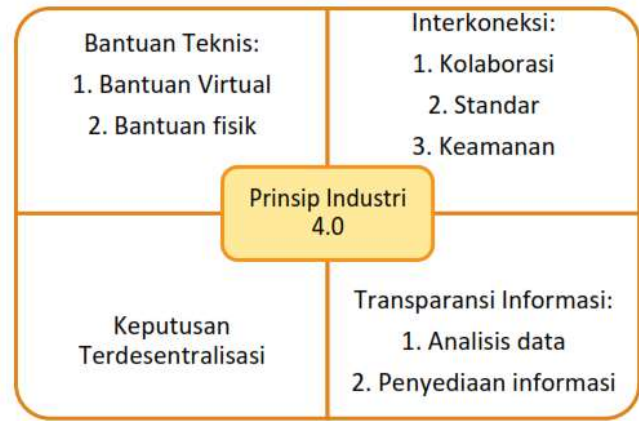 Bantuan Teknis:
1. Bantuan Virtual
2. Bantuan fisik
Interkoneksi:
1. Kolaborasi
2. Standar
3. Keamanan
Prinsip Industri
4.0
Keputusan
Terdesentralisasi
Transparansi Informasi:
1. Analisis data
2. Penyediaan informasi